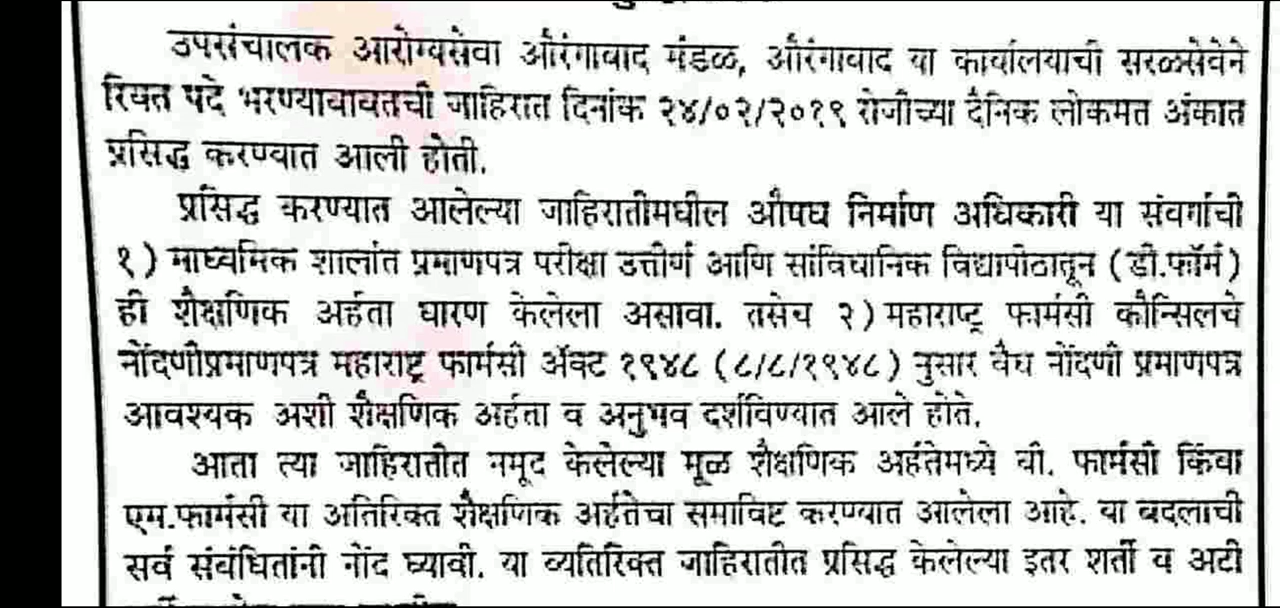 उपसंचालक आरोग्यसेवा औरंगाबाद मंडळ, औरंगाबाद या कार्यालयाची सरळसेवेने
रिक्त पदे भरण्याबाबतची जाहिरात दिनांक २४/०२/२०१९ रोजीच्या दैनिक लोकमत अंकात
प्रसिद्ध करण्यात आली होती.
प्रसिद्ध करण्यात आलेल्या जाहिरातीमधील औषध निर्माण अधिकारी या संवर्गाची
१) माध्यमिक शालांत प्रमाणपत्र परीक्षा उत्तीर्ण आणि सांविधानिक विद्यापीठातून (डी.फॉर्म)
ही शैक्षणिक अर्हता धारण केलेला असावा. तसेच २) महाराष्ट्र फार्मसी कौन्सिलचे
नोंदणीप्रमाणपत्र महाराष्ट्र फार्मसी ॲक्ट १९४८ (८/८/१९४८) नुसार वैध नोंदणी प्रमाणपत्र
आवश्यक अशी शैक्षणिक अर्हता व अनुभव दर्शविण्यात आले होते.
आता त्या जाहिरातीत नमूद केलेल्या मूळ शैक्षणिक अर्हतेमध्ये बी. फार्मसी किंवा
एम.फार्मसी या अतिरिक्त शैक्षणिक अर्हतेचा समाविष्ट करण्यात आलेला आहे. या बदलाची
सर्व संबंधितांनी नोंद घ्यावी. या व्यतिरिक्त जाहिरातीत प्रसिद्ध केलेल्या इतर शर्ती व अटी